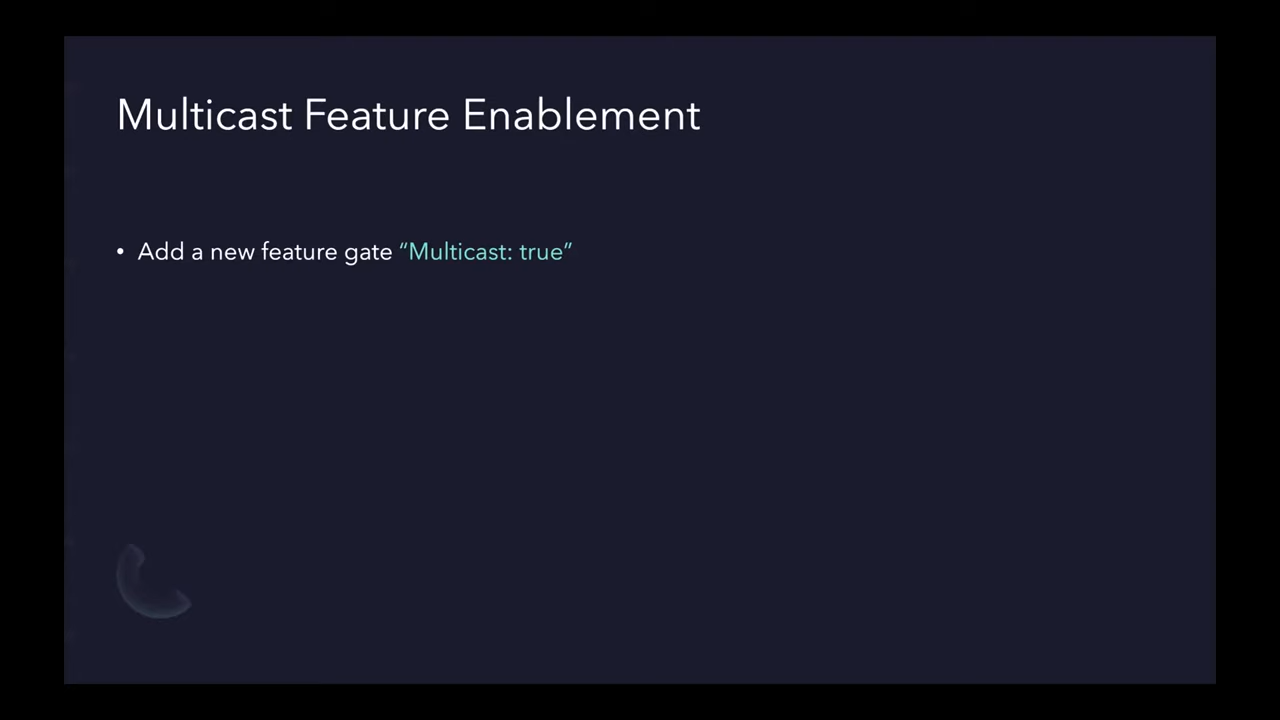 Multicast Feature Enablement
• Add a new feature gate “Multicast: true”